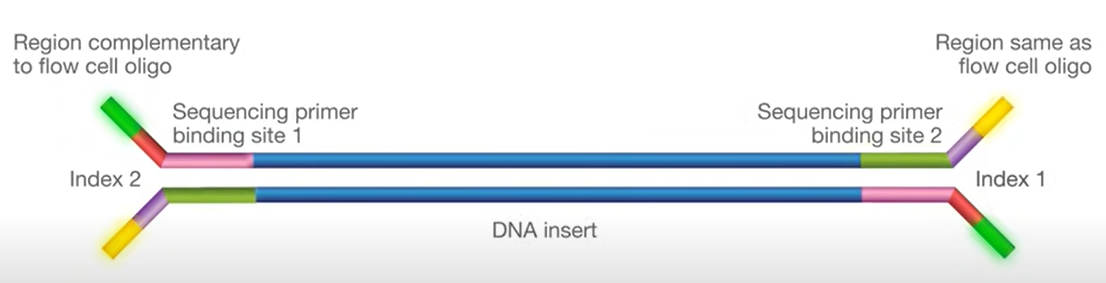 Region complementary
to flow cell oligo
Region same as
flow cell oligo
Sequencing primer
binding site 1
Sequencing primer
binding site 2
Index 2
Index 1
DNA insert